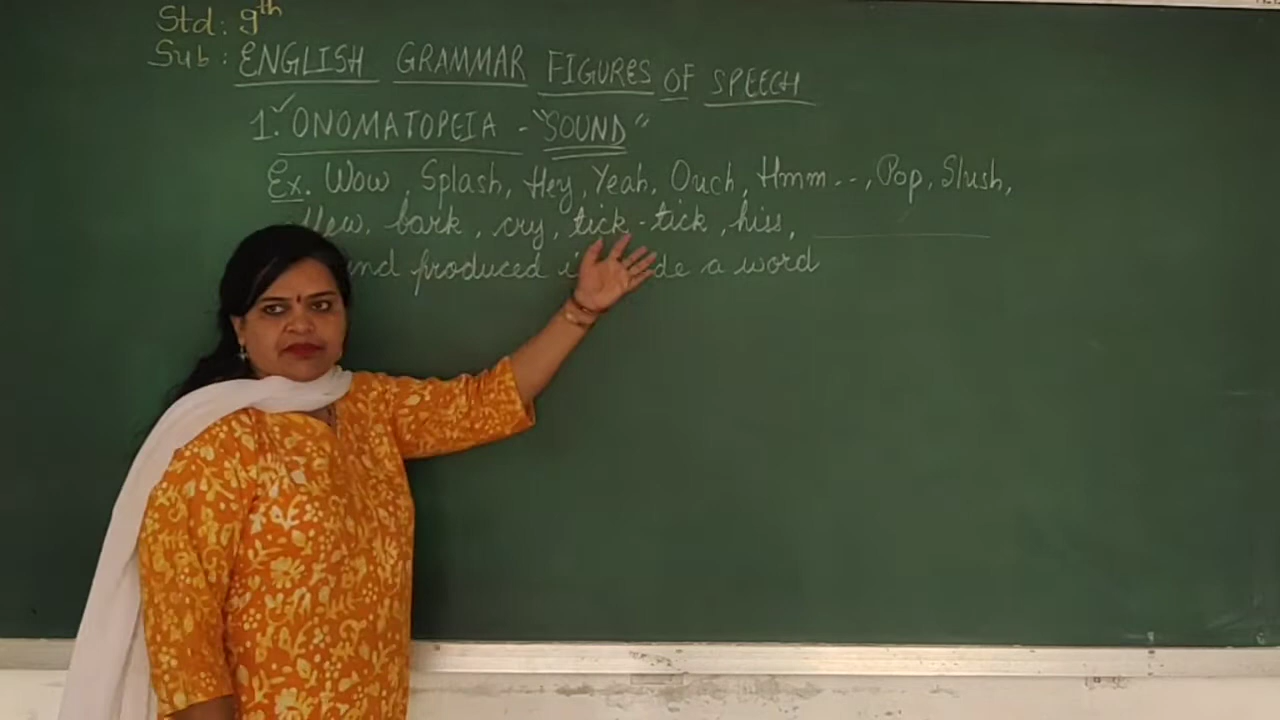 Std: 9th
Sub: ENGLISH GRAMMAR FIGURES OF SPEECH
1. ✓ ONOMATOPEIA - "SOUND"
Ex. Wow, Splash, Hey, Yeah, Ouch, Hmm..., Pop, Slush,
bark, cry, tick-tick, hiss,
produced a word